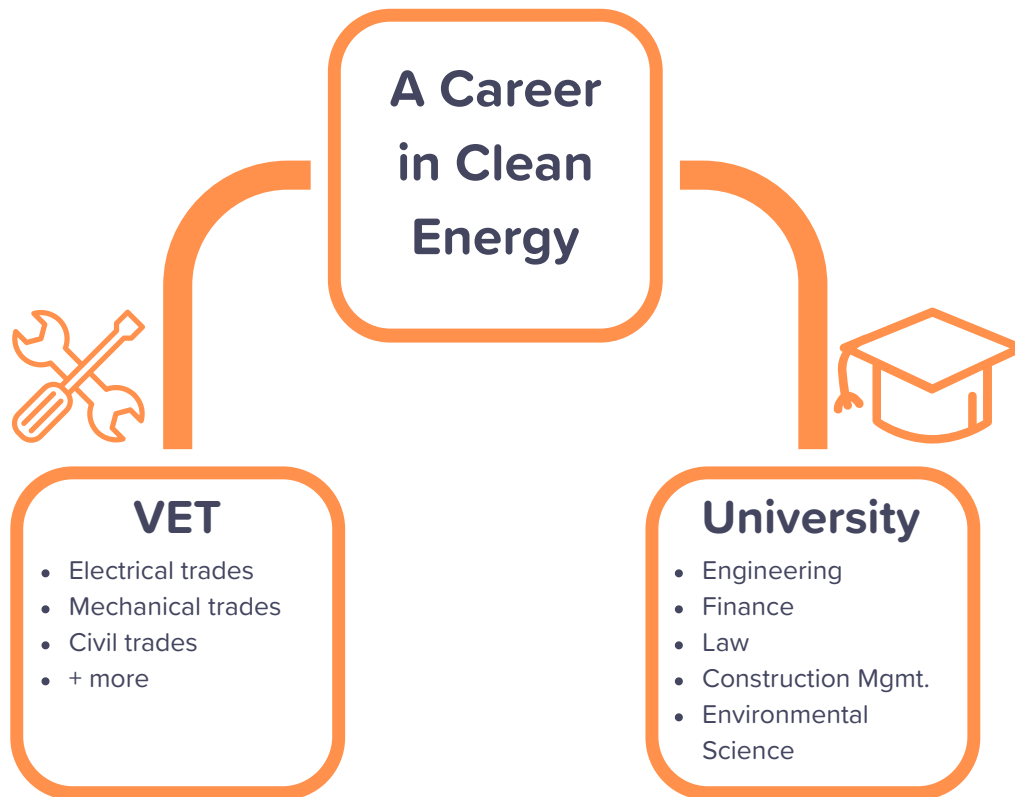 A Career
in Clean
Energy
VET
• Electrical trades
• Mechanical trades
• Civil trades
• + more
University
• Engineering
• Finance
• Law
• Construction Mgmt.
• Environmental
Science